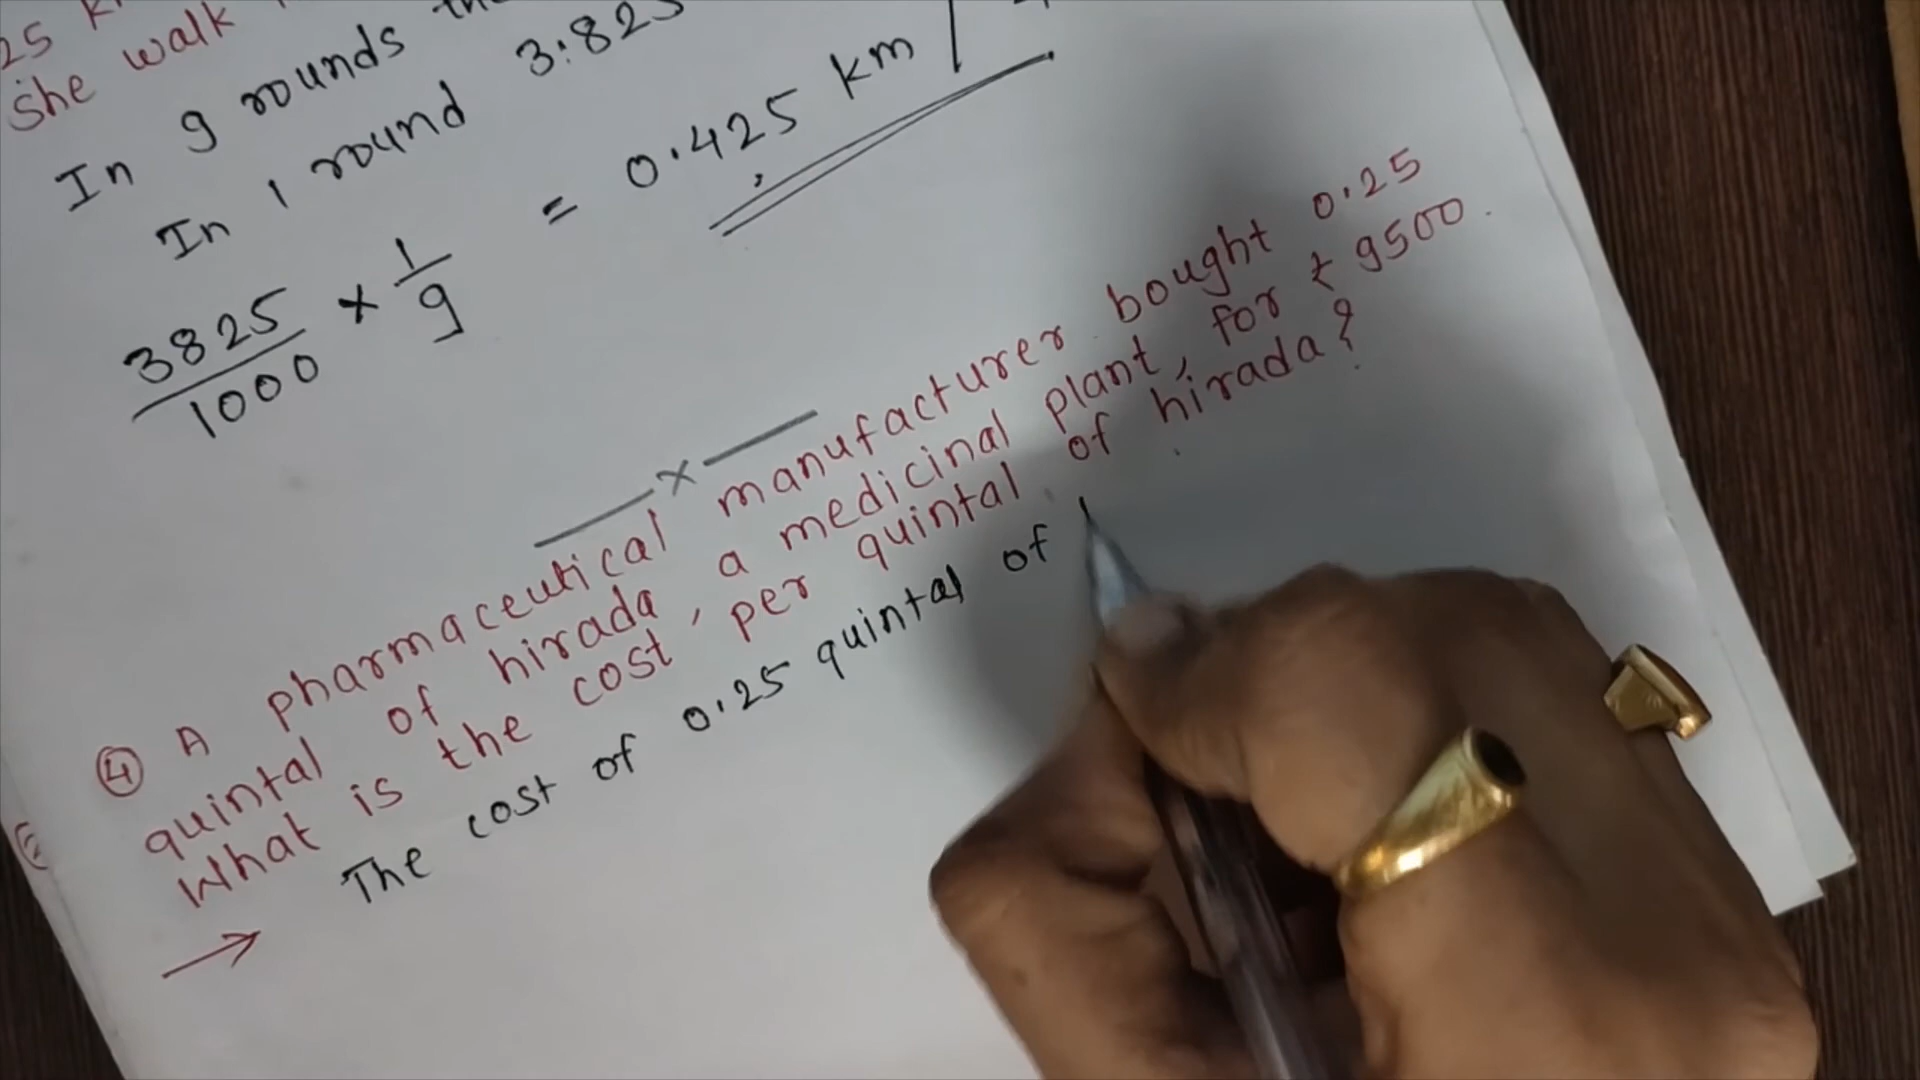 25
She walk
In 9 rounds
In 1 round 3.825
3825/1000 × 1/9 = 0.425 km
×
④ A pharmaceutical manufacturer bought 0.25
quintal of hirada, a medicinal plant, for ₹ 9500.
What is the cost, per quintal of hirada?
→ The cost of 0.25 quintal of